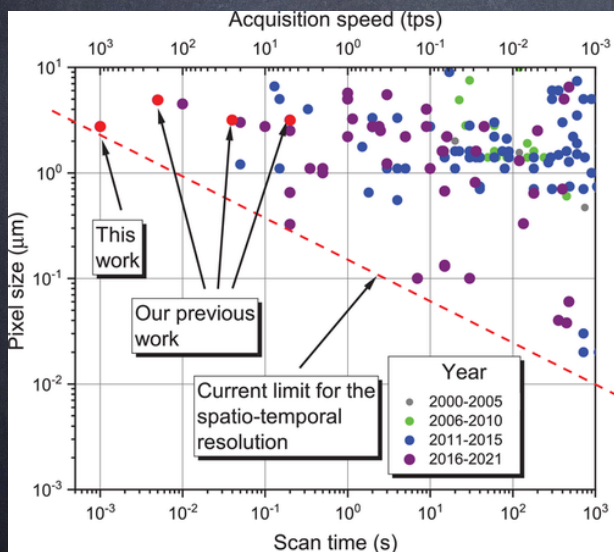 Acquisition speed (tps)
10³ 10² 10¹ 10⁰ 10⁻¹ 10⁻² 10⁻³
10¹
10⁰
10⁻¹
10⁻²
10⁻³
Pixel size (μm)
This
work
Our previous
work
Current limit for the
spatio-temporal
resolution
Year
2000-2005
2006-2010
2011-2015
2016-2021
10⁻³ 10⁻² 10⁻¹ 10⁰ 10¹ 10² 10³
Scan time (s)